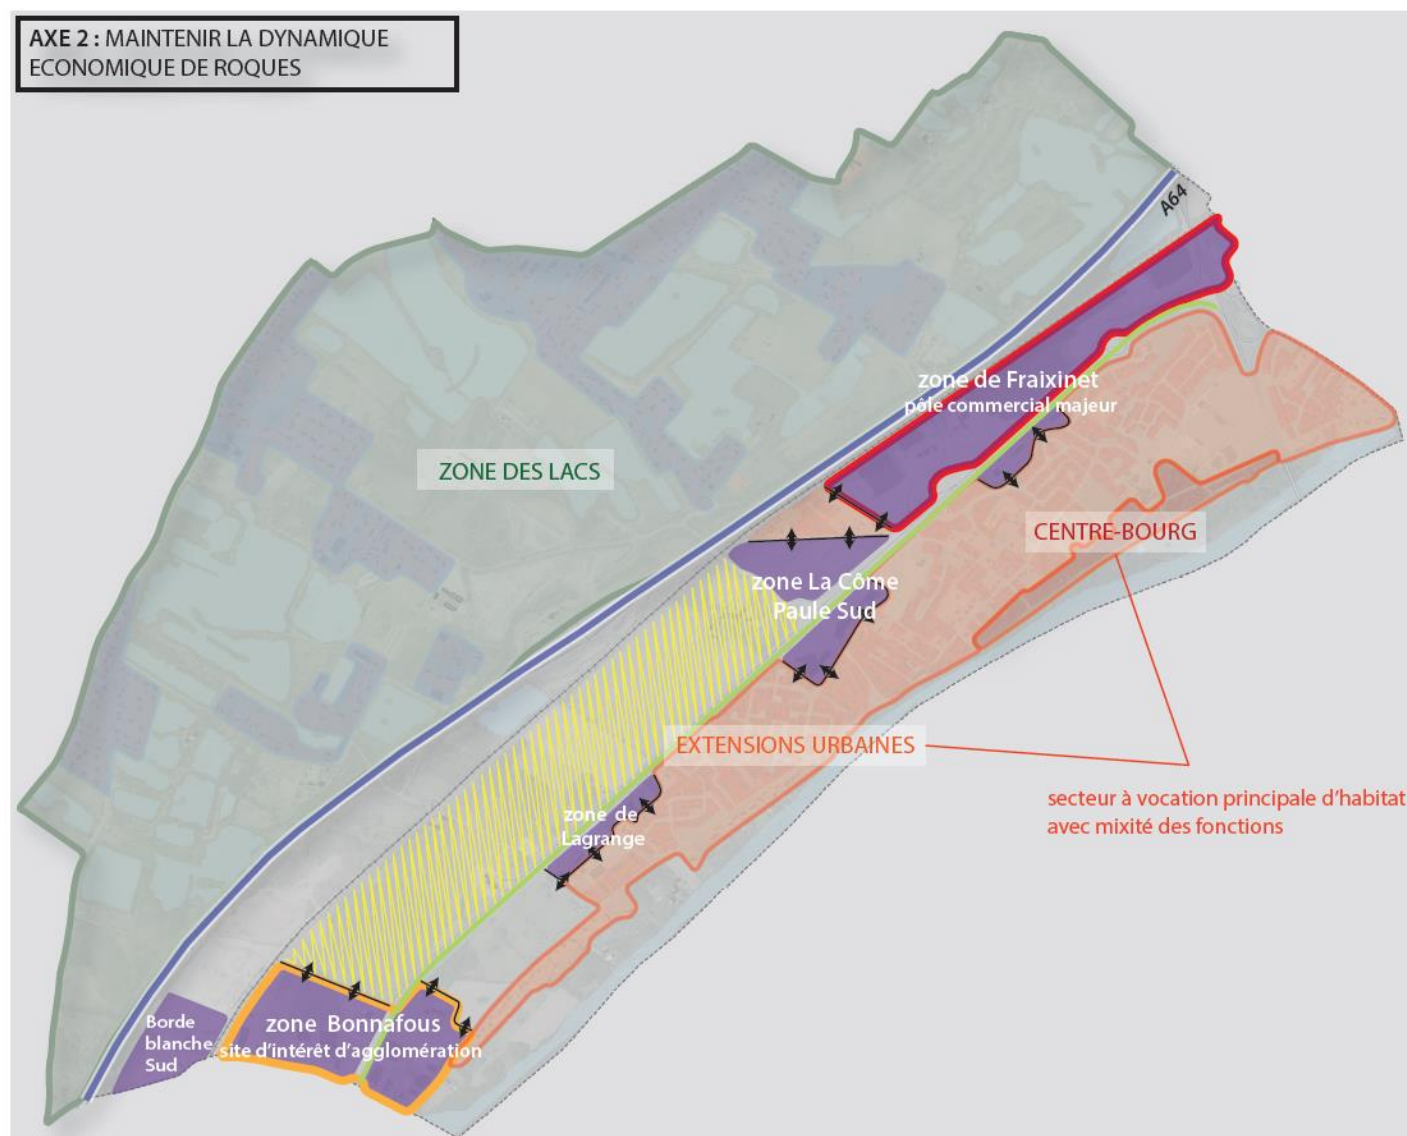 AXE 2 : MAINTENIR LA DYNAMIQUE
ECONOMIQUE DE ROQUES
A64
zone de Fraixinet
pôle commercial majeur
ZONE DES LACS
CENTRE-BOURG
zone La Côme
Paule Sud
EXTENSIONS URBAINES
secteur à vocation principale d'habitat
avec mixité des fonctions
zone de
Lagrange
Borde
blanche
Sud
zone Bonnafous
site d'intérêt d'agglomération